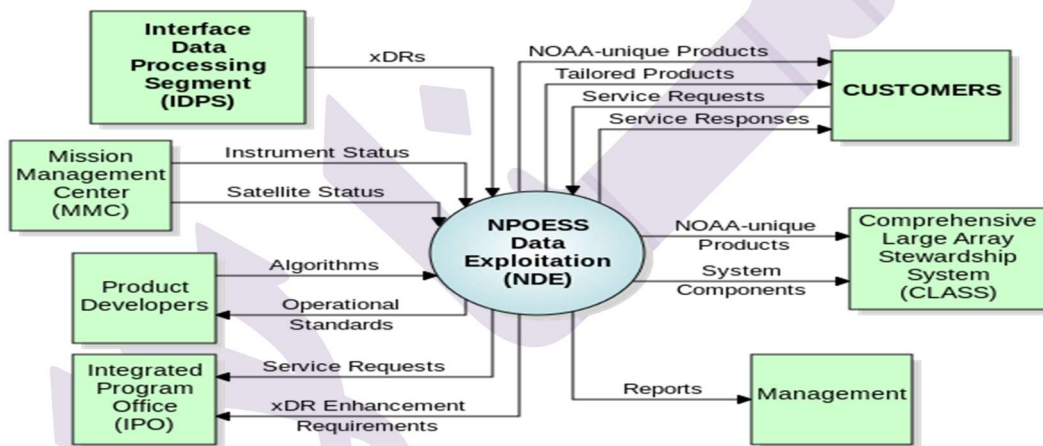 Interface
Data
Processing
Segment
(IDPS)
xDRs
NOAA-unique Products
Tailored Products
Service Requests
Service Responses
CUSTOMERS
Mission
Management
Center
(MMC)
Instrument Status
Satellite Status
NPOESS
Data
Exploitation
(NDE)
NOAA-unique
Products
System
Components
Comprehensive
Large Array
Stewardship
System
(CLASS)
Product
Developers
Algorithms
Operational
Standards
Integrated
Program
Office
(IPO)
Service Requests
xDR Enhancement
Requirements
Reports
Management